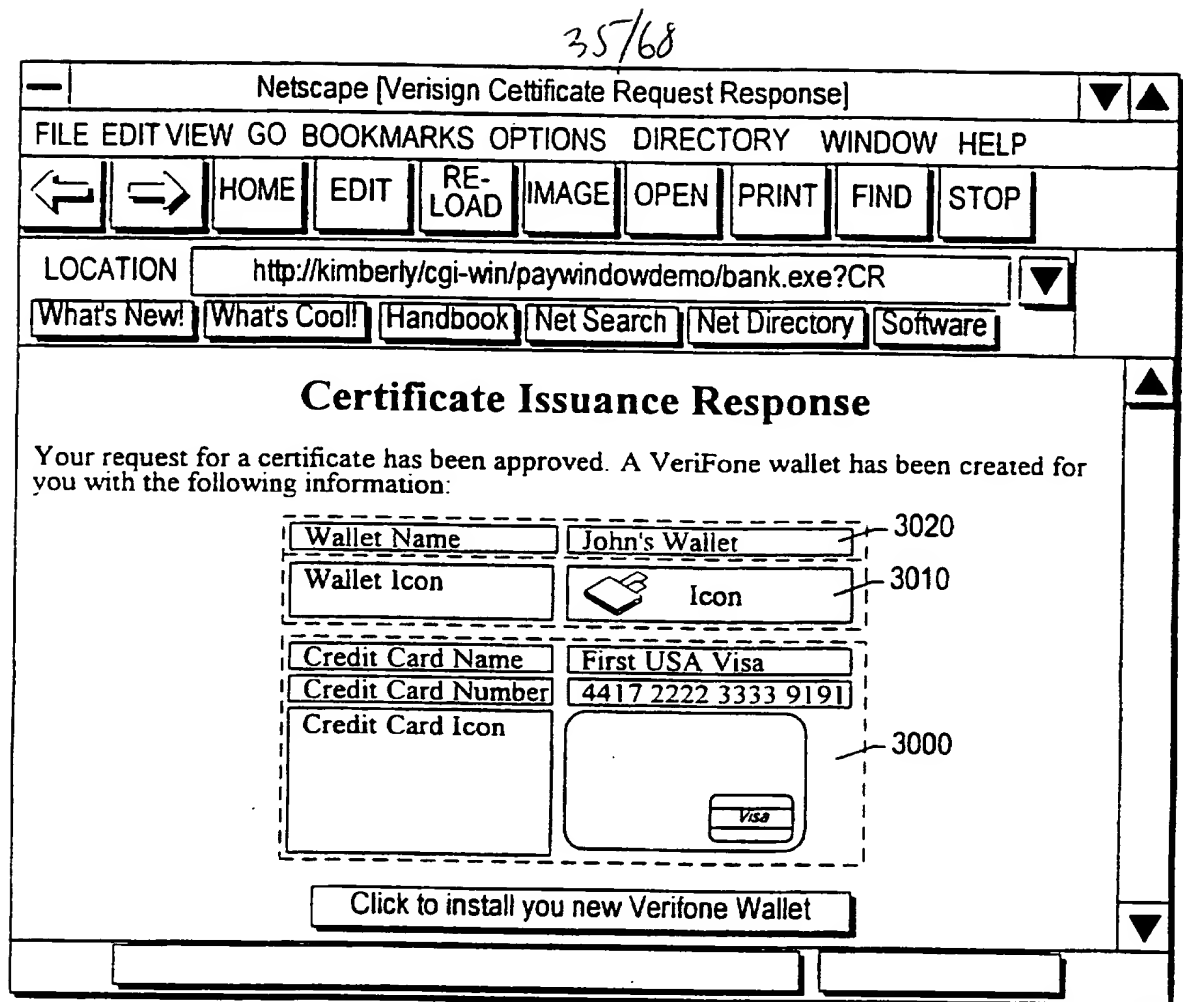 35/68
Netscape [Verisign Cettificate Request Response]
FILE EDIT VIEW GO BOOKMARKS OPTIONS DIRECTORY WINDOW HELP
HOME EDIT RE-LOAD IMAGE OPEN PRINT FIND STOP
LOCATION http://kimberly/cgi-win/paywindowdemo/bank.exe?CR
What's New! What's Cool! Handbook Net Search Net Directory Software
Certificate Issuance Response
Your request for a certificate has been approved. A VeriFone wallet has been created for
you with the following information:
Wallet Name John's Wallet 3020
Wallet Icon Icon 3010
Credit Card Name First USA Visa
Credit Card Number 4417 2222 3333 9191
Credit Card Icon 3000
Visa
Click to install you new Verifone Wallet